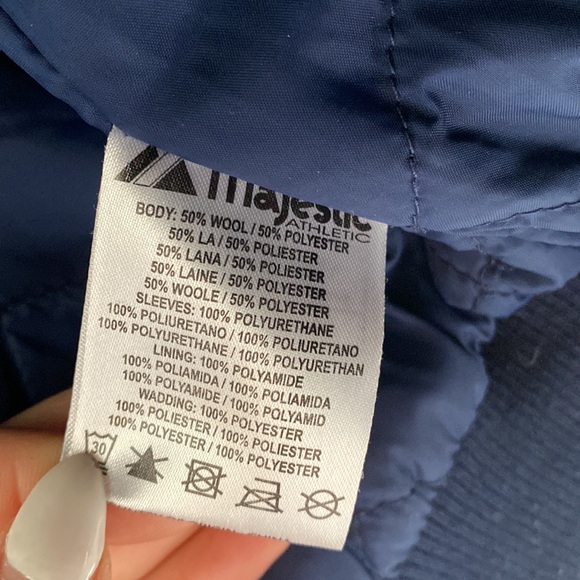 majestic
ATHLETIC
BODY: 50% WOOL / 50% POLYESTER
50% LA / 50% POLIESTER
50% LANA / 50% POLIESTER
50% LAINE / 50% POLYESTER
50% WOOLE / 50% POLYESTER
SLEEVES: 100% POLYURETHANE
100% POLIURETANO / 100% POLIURETANO
100% POLYURETHANE / 100% POLYURETHAN
LINING: 100% POLYAMIDE
100% POLIAMIDA / 100% POLIAMIDA
100% POLYAMIDE / 100% POLYAMID
WADDING: 100% POLYESTER
100% POLIESTER / 100% POLIESTER
100% POLYESTER / 100% POLYESTER
30